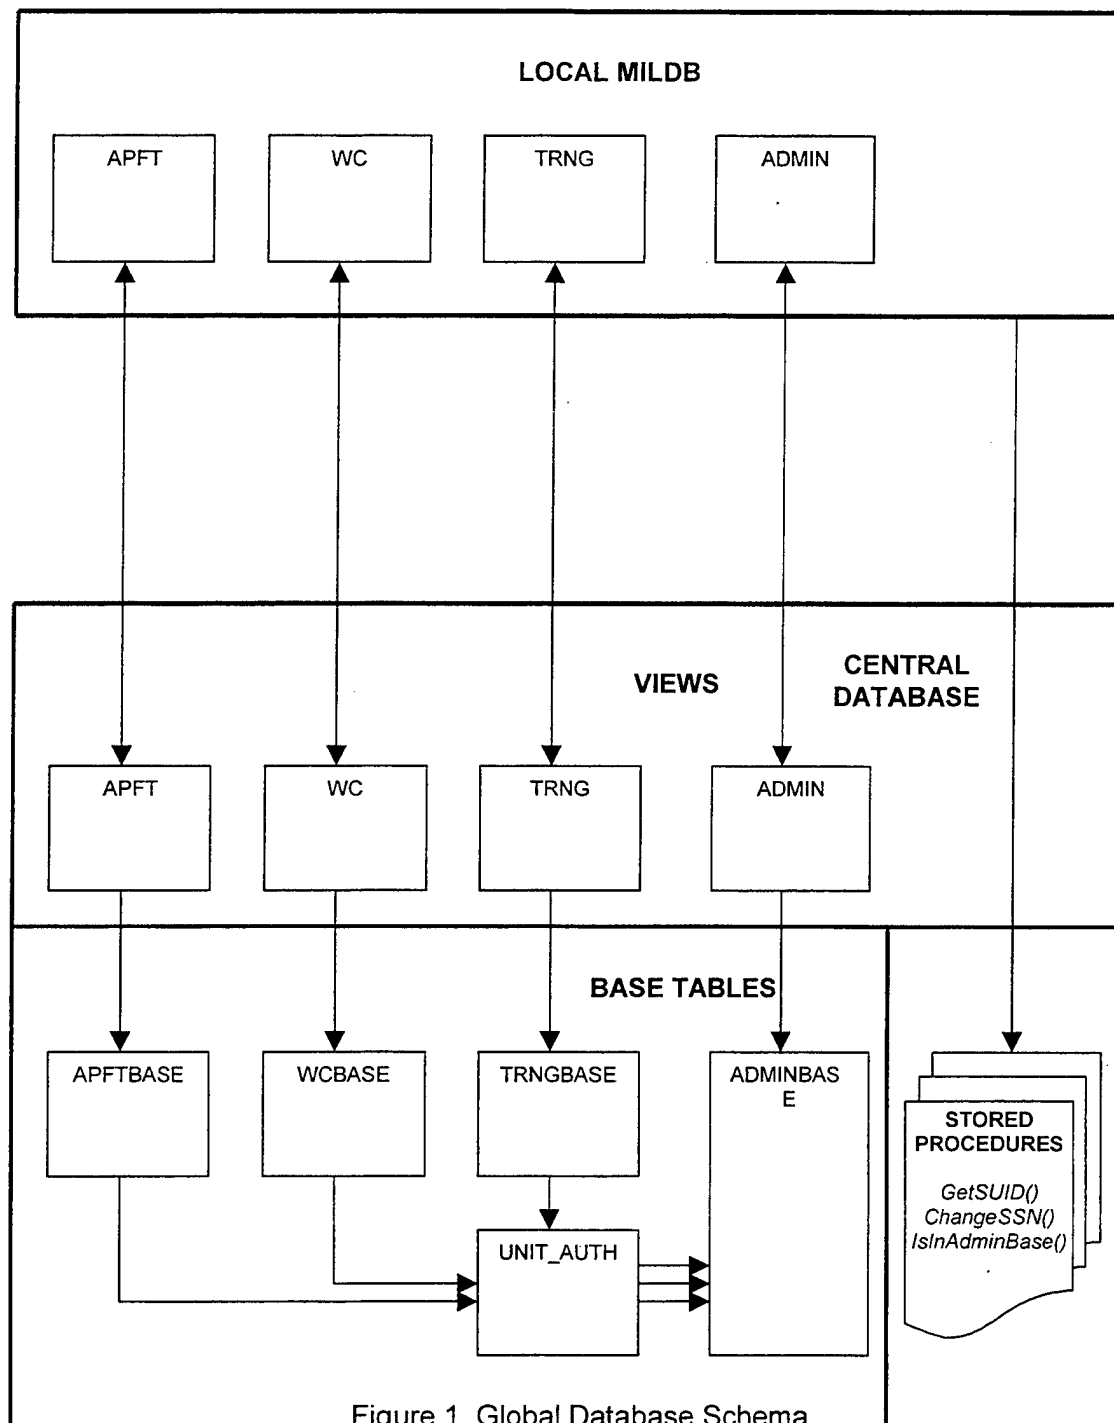 LOCAL MILDB
APFT
WC
TRNG
ADMIN
VIEWS
CENTRAL
DATABASE
APFT
WC
TRNG
ADMIN
BASE TABLES
APFTBASE
WCBASE
TRNGBASE
ADMINBAS
E
UNIT_AUTH
STORED
PROCEDURES
GetSUID()
ChangeSSN()
IsInAdminBase()
Figure 1. Global Database Schema